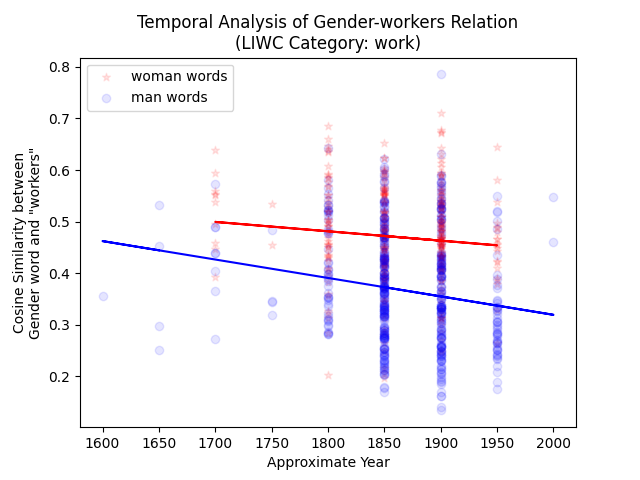 Temporal Analysis of Gender-workers Relation
(LIWC Category: work)
woman words
man words
Cosine Similarity between
Gender word and "workers"
0.8
0.7
0.6
0.5
0.4
0.3
0.2
1600 1650 1700 1750 1800 1850 1900 1950 2000
Approximate Year